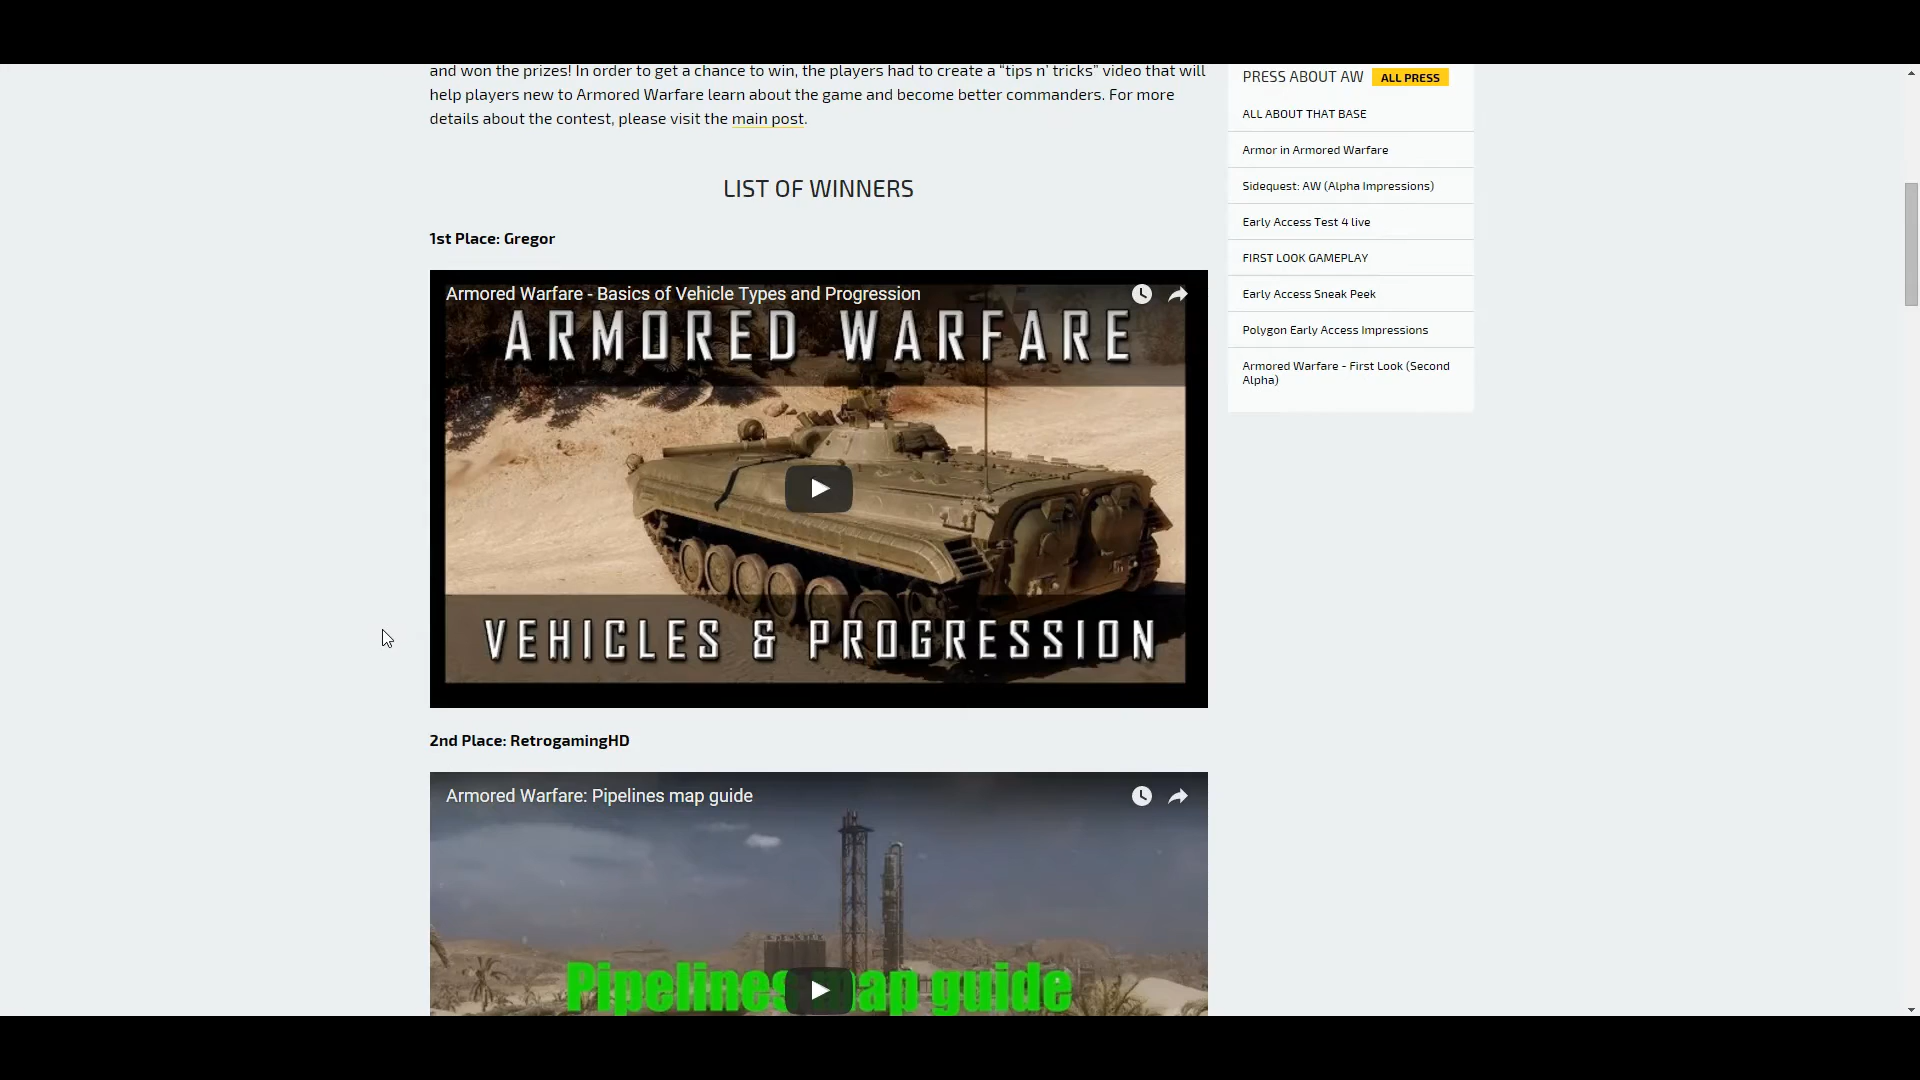 and won the prizes! In order to get a chance to win, the players had to create a “tips n’ tricks” video that will
help players new to Armored Warfare learn about the game and become better commanders. For more
details about the contest, please visit the main post.
LIST OF WINNERS
1st Place: Gregor
Armored Warfare - Basics of Vehicle Types and Progression
ARMORED WARFARE
VEHICLES & PROGRESSION
2nd Place: RetrogamingHD
Armored Warfare: Pipelines map guide
Pipelines map guide
PRESS ABOUT AW ALL PRESS
ALL ABOUT THAT BASE
Armor in Armored Warfare
Sidequest: AW (Alpha Impressions)
Early Access Test 4 live
FIRST LOOK GAMEPLAY
Early Access Sneak Peek
Polygon Early Access Impressions
Armored Warfare - First Look (Second
Alpha)